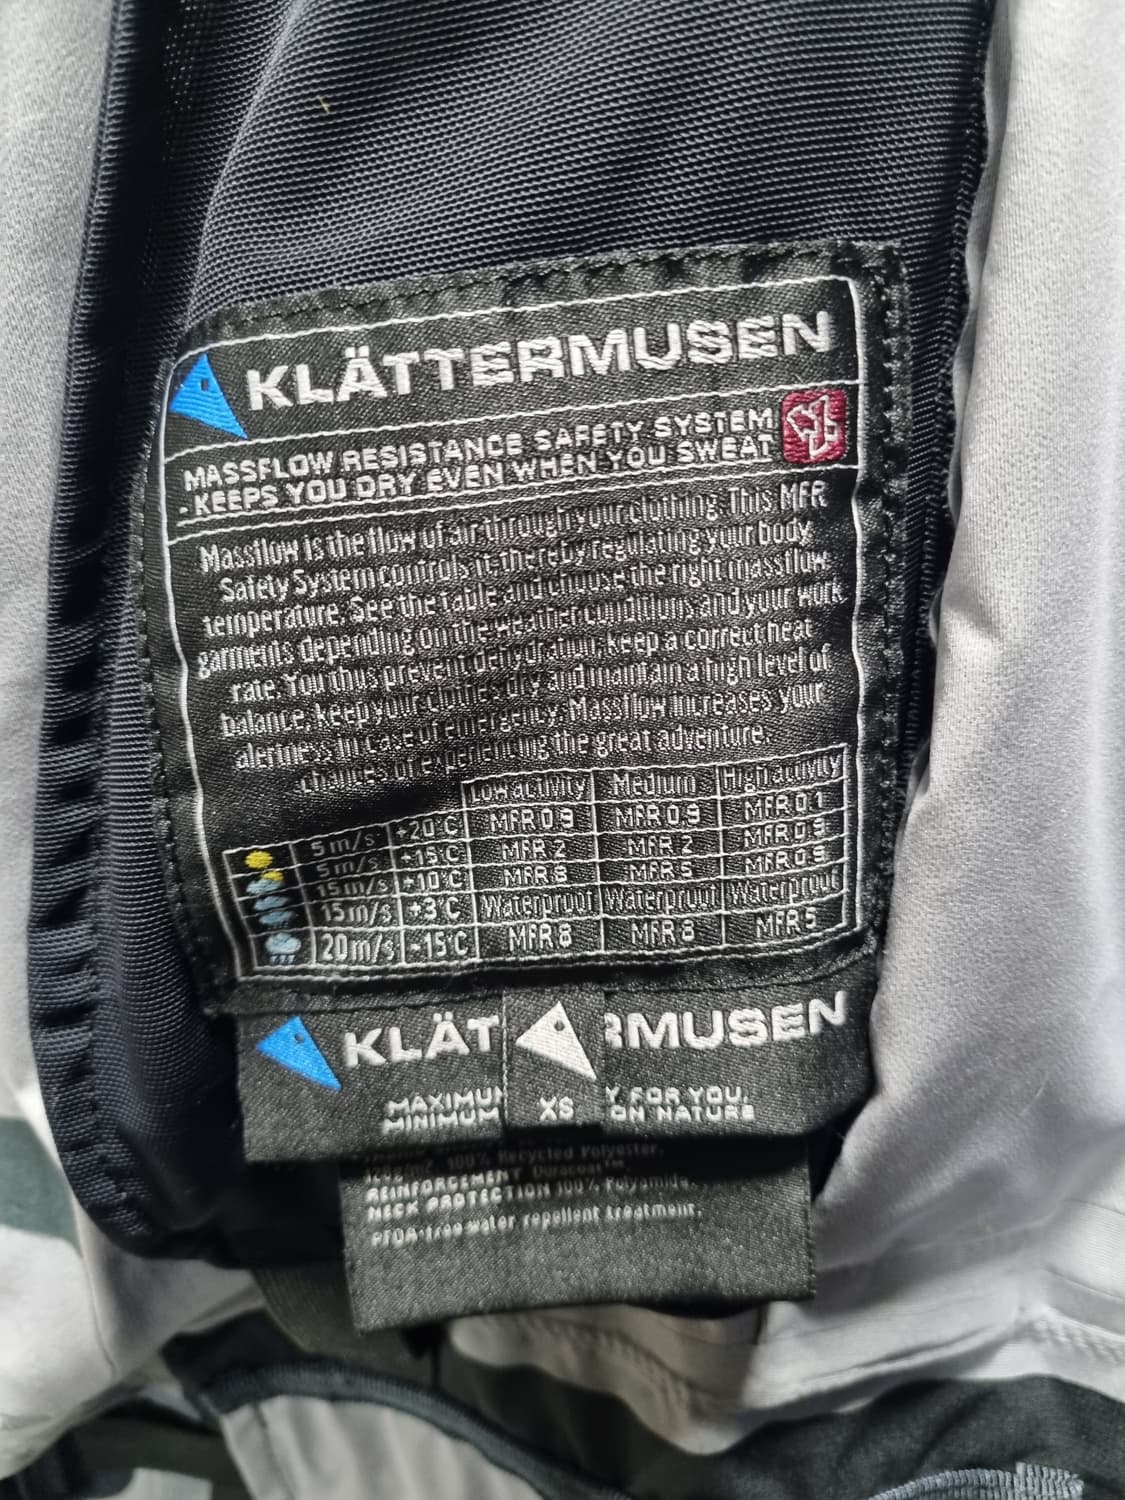 KLÄTTERMUSEN
MASSFLOW RESISTANCE SAFETY SYSTEM
- KEEPS YOU DRY EVEN WHEN YOU SWEAT
Massflow is the flow of air through your clothing. This MFR
Safety System controls it thereby regulating your body
temperature. See the table and choose the right massflow
garments depending on the weather conditions and your work
rate. You thus prevent dehydration, keep a correct heat
balance, keep your clothes dry and maintain a high level of
alertness in case of emergency. Massflow increases your
chances of experiencing the great adventure.
Low activity Medium High activity
5 m/s +20°C MFR 0.9 MFR 0.9 MFR 0.1
5 m/s +15°C MFR 2 MFR 2 MFR 0.9
15 m/s +10°C MFR 8 MFR 5 MFR 0.9
15 m/s +3°C Waterproof Waterproof Waterproof
20 m/s -15°C MFR 8 MFR 8 MFR 5
KLÄT RMUSEN
MAXIMUM Y FOR YOU.
MINIMUM XS ON NATURE
100% Recycled Polyester.
REINFORCEMENT Duracoat™
NECK PROTECTION 100% Polyamide
PFOA-free water repellent treatment.